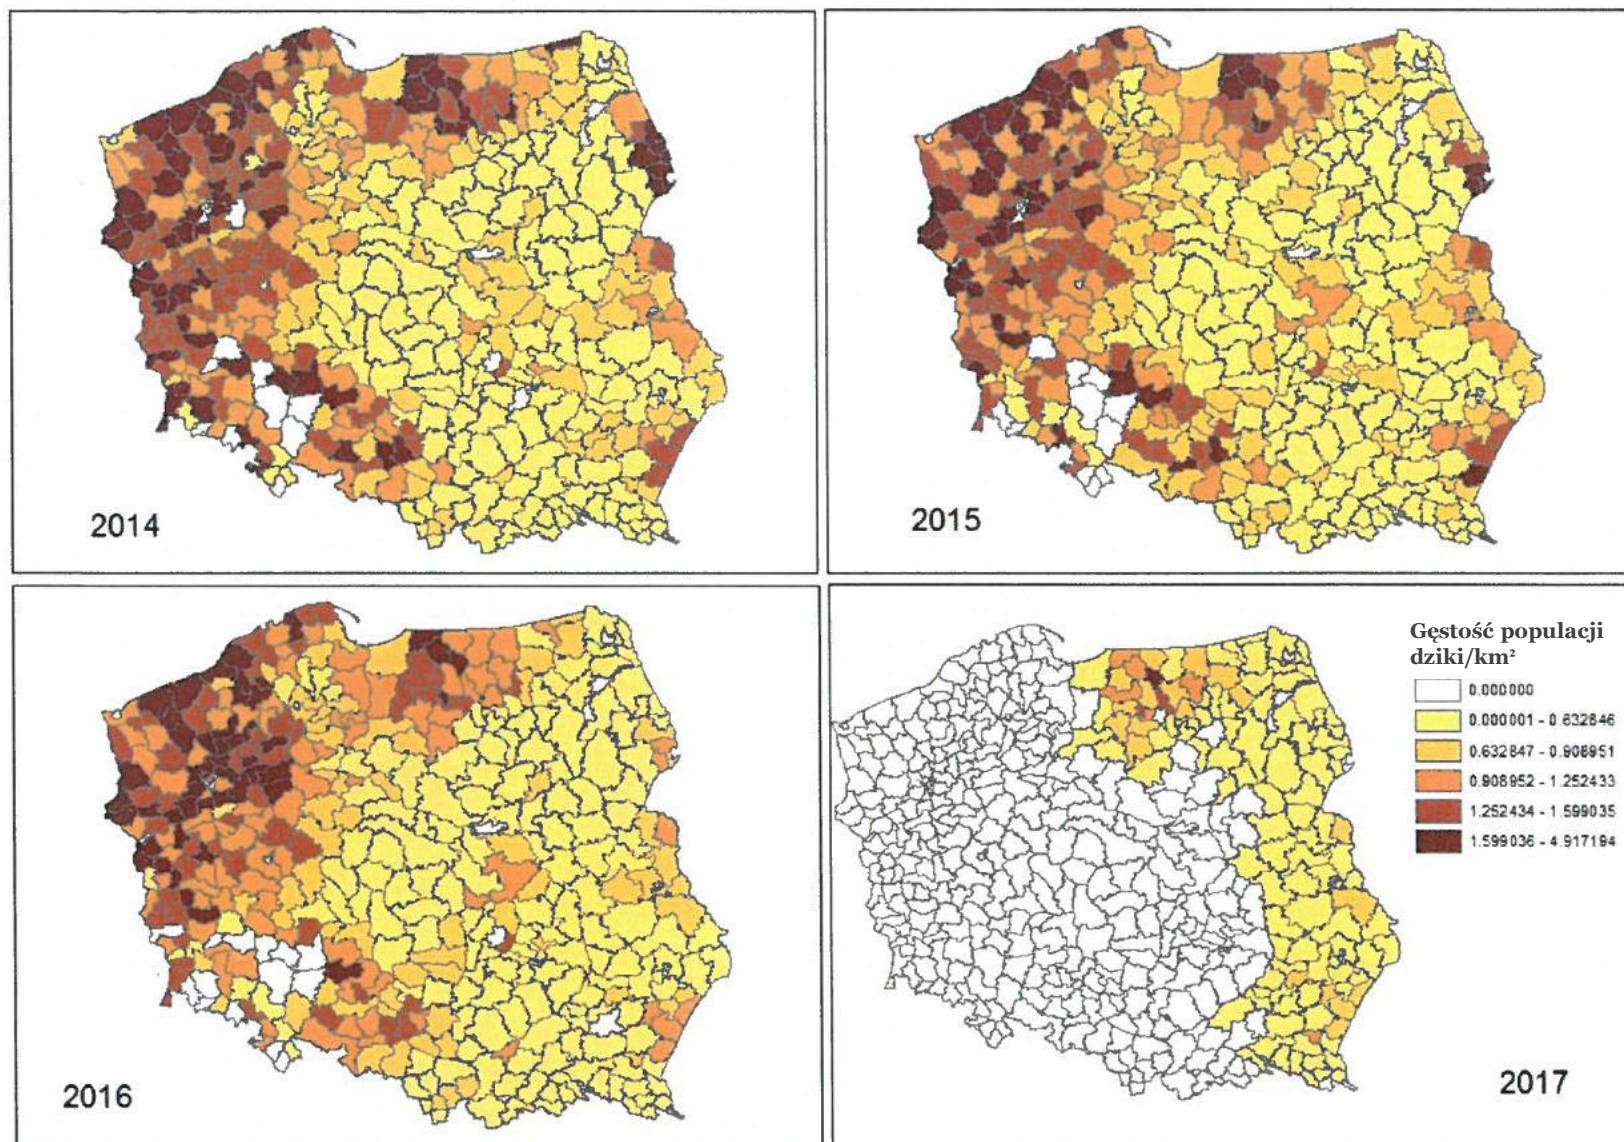 2014
2015
2016
Gęstość populacji
dziki/km²
0.000000
0.000001 - 0.632846
0.632847 - 0.908951
0.908952 - 1.252433
1.252434 - 1.599035
1.599036 - 4.917194
2017